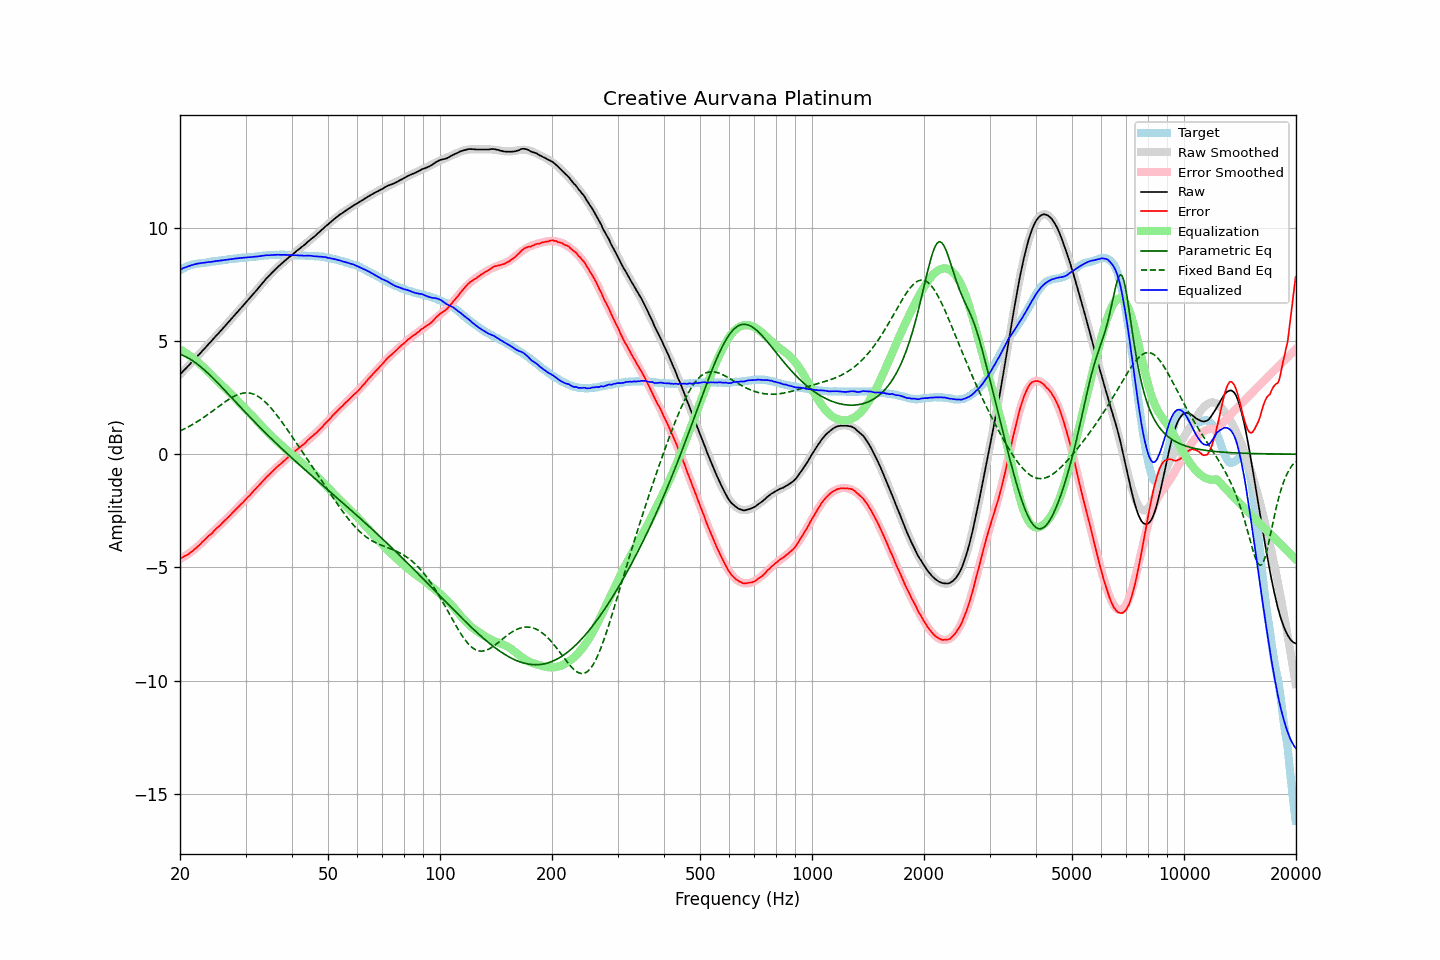 Creative Aurvana Platinum
Target
Raw Smoothed
Error Smoothed
Raw
Error
Equalization
Parametric Eq
Fixed Band Eq
Equalized
10
5
0
−5
−10
−15
Amplitude (dBr)
20 50 100 200 500 1000 2000 5000 10000 20000
Frequency (Hz)